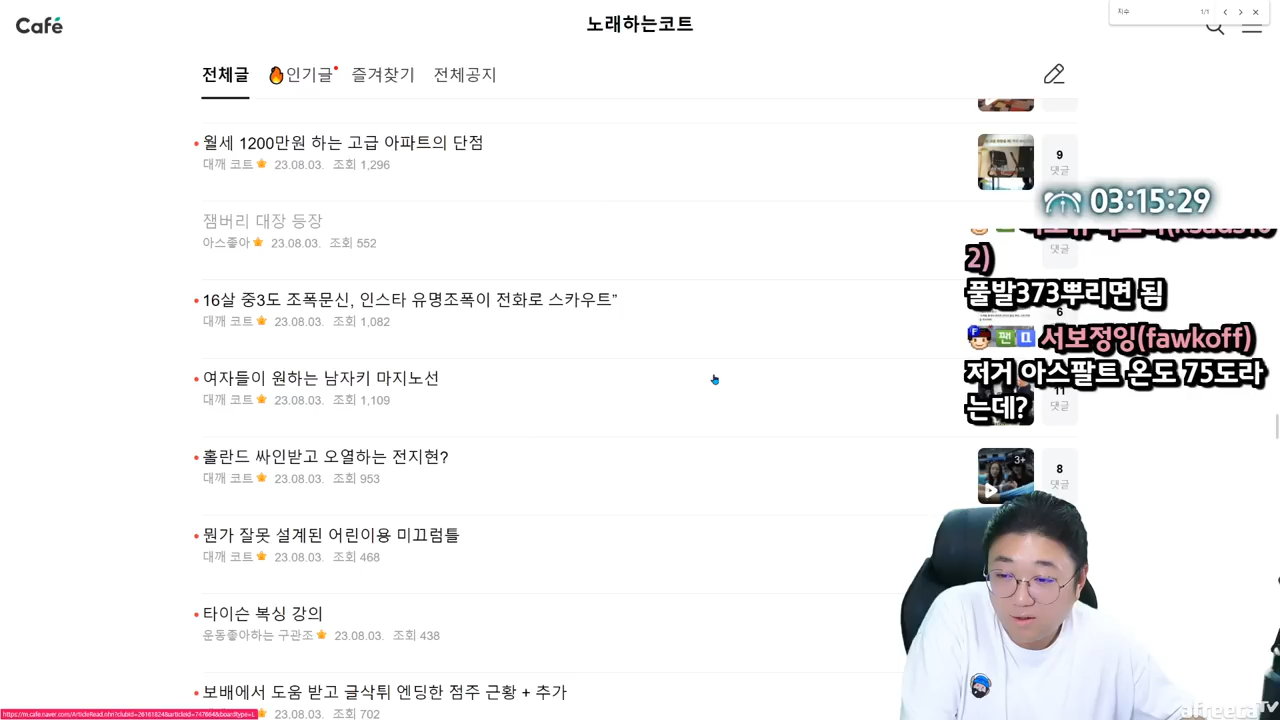 Café
노래하는코트
지수
1/1
전체글
인기글
즐겨찾기
전체공지
월세 1200만원 하는 고급 아파트의 단점
대깨 코트 23.08.03. 조회 1,296
9
댓글
잼버리 대장 등장
아스좋아 23.08.03. 조회 552
댓글
03:15:29
2)
풀발373뿌리면 됨
16살 중3도 조폭문신, 인스타 유명조폭이 전화로 스카우트"
대깨 코트 23.08.03. 조회 1,082
6
서보정잉(fawkoff)
저거 아스팔트 온도 75도라
는데?
여자들이 원하는 남자키 마지노선
대깨 코트 23.08.03. 조회 1,109
11
댓글
홀란드 싸인받고 오열하는 전지현?
대깨 코트 23.08.03. 조회 953
3+
8
댓글
뭔가 잘못 설계된 어린이용 미끄럼틀
대깨 코트 23.08.03. 조회 468
타이슨 복싱 강의
운동좋아하는 구관조 23.08.03. 조회 438
보배에서 도움 받고 글삭튀 엔딩한 점주 근황 + 추가
23.08.03. 조회 702
afreecaTV